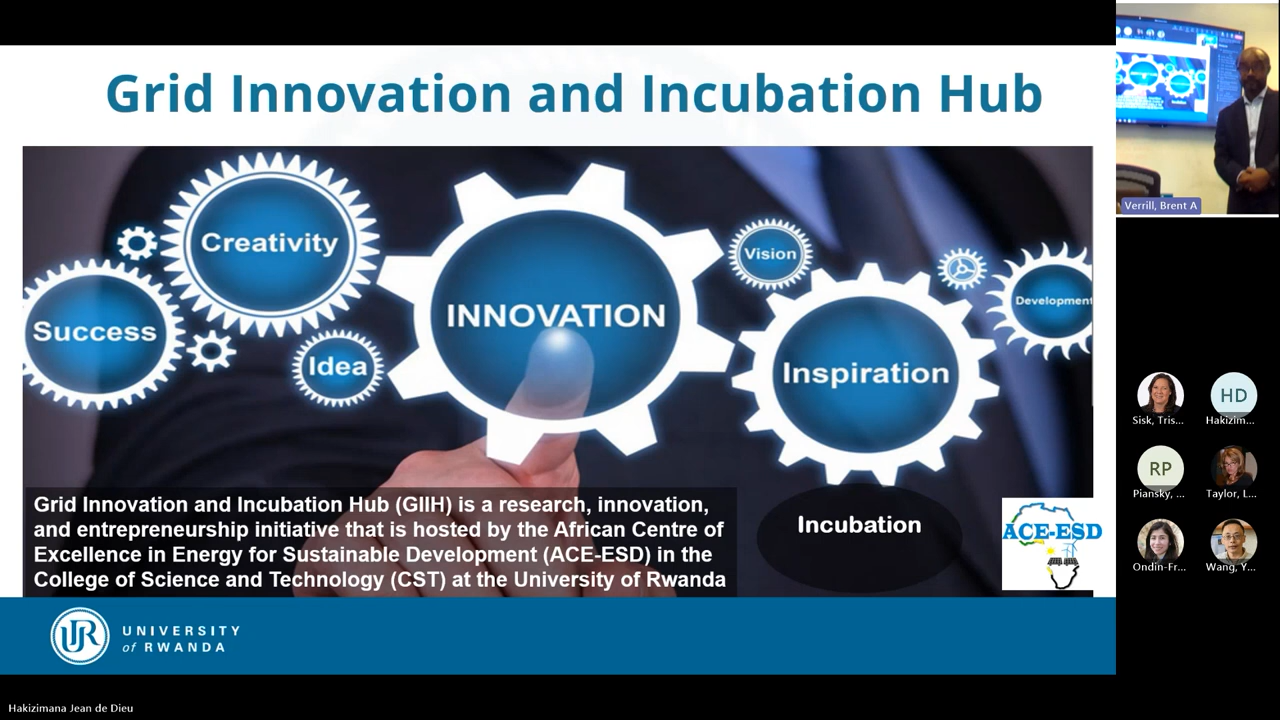 Grid Innovation and Incubation Hub
Creativity
Success
Idea
INNOVATION
Vision
Inspiration
Development
Grid Innovation and Incubation Hub (GIIH) is a research, innovation,
and entrepreneurship initiative that is hosted by the African Centre of
Excellence in Energy for Sustainable Development (ACE-ESD) in the
College of Science and Technology (CST) at the University of Rwanda
Incubation
ACE-ESD
UR
UNIVERSITY
of RWANDA
Hakizimana Jean de Dieu
Verrill, Brent A
Sisk, Tris...
HD
Hakizim...
RP
Piansky, ...
Taylor, L...
Ondin-Fr...
Wang, Y...